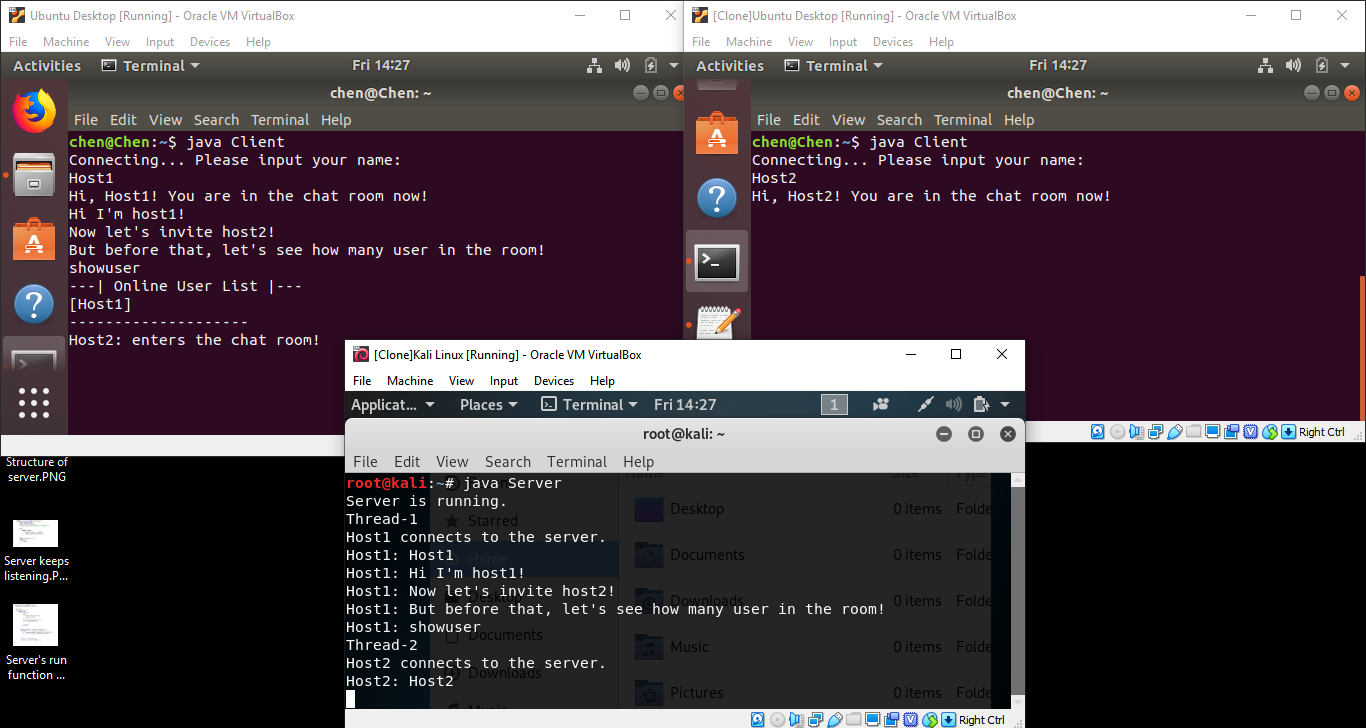 Ubuntu Desktop [Running] - Oracle VM VirtualBox
File Machine View Input Devices Help
Activities Terminal Fri 14:27
chen@Chen: ~
File Edit View Search Terminal Help
chen@Chen:~$ java Client
Connecting... Please input your name:
Host1
Hi, Host1! You are in the chat room now!
Hi I'm host1!
Now let's invite host2!
But before that, let's see how many user in the room!
showuser
---| Online User List |---
[Host1]
--------------------
Host2: enters the chat room!
[Clone]Ubuntu Desktop [Running] - Oracle VM VirtualBox
File Machine View Input Devices Help
Activities Terminal Fri 14:27
chen@Chen: ~
File Edit View Search Terminal Help
chen@Chen:~$ java Client
Connecting... Please input your name:
Host2
Hi, Host2! You are in the chat room now!
Right Ctrl
[Clone]Kali Linux [Running] - Oracle VM VirtualBox
File Machine View Input Devices Help
Applicat... Places Terminal Fri 14:27 1
root@kali: ~
File Edit View Search Terminal Help
root@kali:~# java Server
Server is running.
Thread-1
Host1 connects to the server.
Host1: Host1
Host1: Hi I'm host1!
Host1: Now let's invite host2!
Host1: But before that, let's see how many user in the room!
Host1: showuser
Thread-2
Host2 connects to the server.
Host2: Host2
Starred
Home
Desktop
Documents
Downloads
Music
Name Size Type
Desktop 0 items Folde
Documents 0 items Folde
Downloads 0 items Folde
Music 0 items Folde
Pictures 0 items Folde
Right Ctrl
Structure of
server.PNG
Server keeps
listening.P...
Server's run
function ...